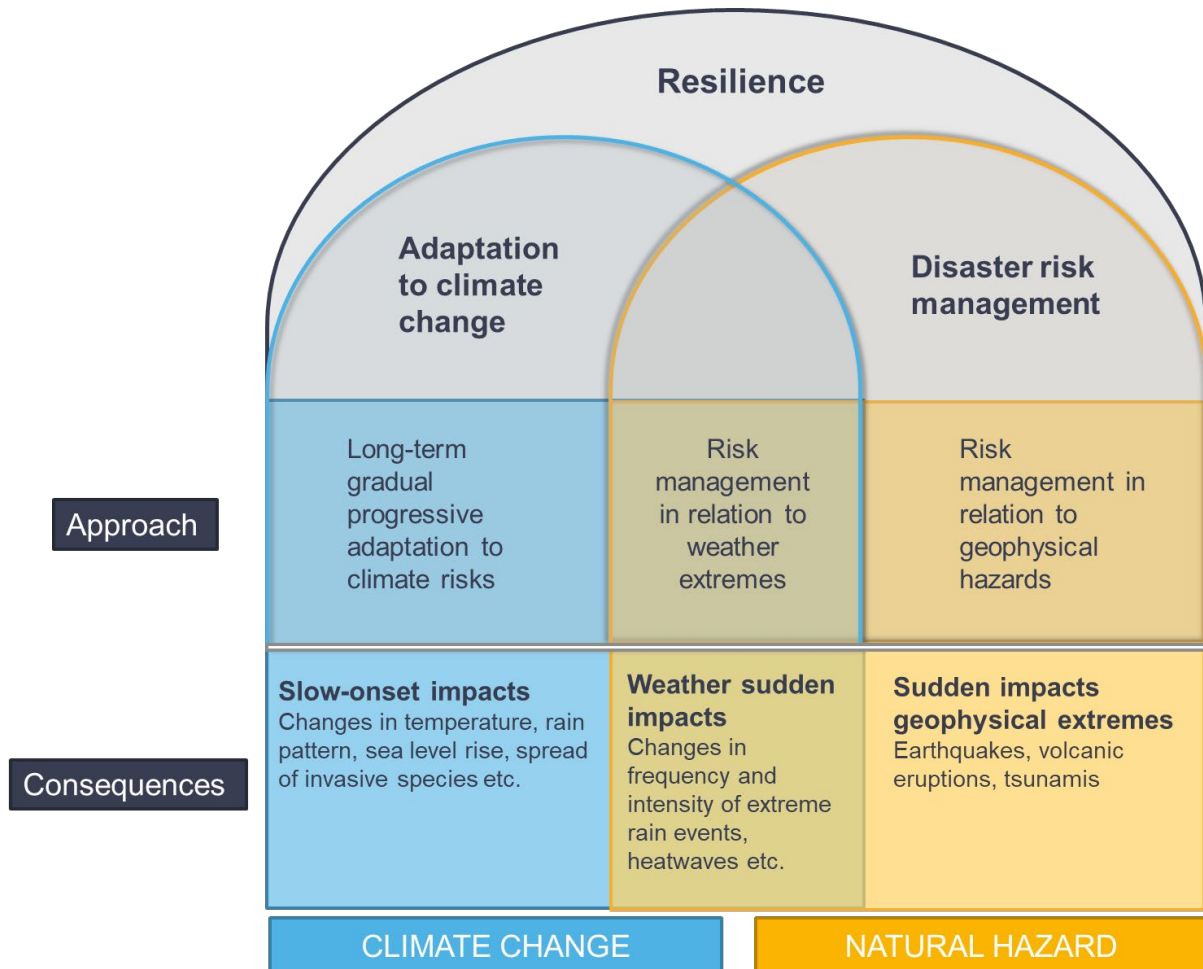 Resilience
Adaptation
to climate
change
Disaster risk
management
Approach
Long-term
gradual
progressive
adaptation to
climate risks
Risk
management
in relation to
weather
extremes
Risk
management in
relation to
geophysical
hazards
Consequences
Slow-onset impacts
Changes in temperature, rain
pattern, sea level rise, spread
of invasive species etc.
Weather sudden
impacts
Changes in
frequency and
intensity of extreme
rain events,
heatwaves etc.
Sudden impacts
geophysical extremes
Earthquakes, volcanic
eruptions, tsunamis
CLIMATE CHANGE
NATURAL HAZARD